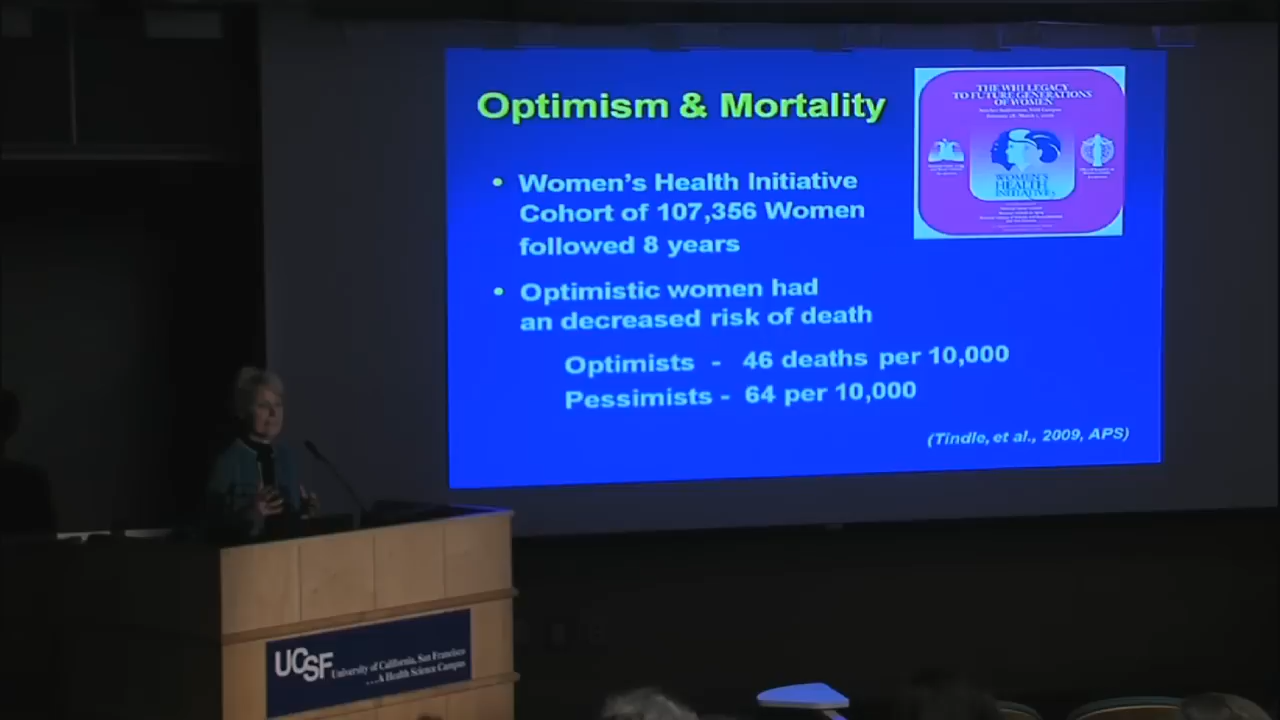 Optimism & Mortality
• Women's Health Initiative
Cohort of 107,356 Women
followed 8 years
• Optimistic women had
an decreased risk of death
Optimists - 46 deaths per 10,000
Pessimists - 64 per 10,000
(Tindle, et al., 2009, APS)
THE WHI LEGACY
TO FUTURE GENERATIONS
OF WOMEN
WOMEN'S
HEALTH
INITIATIVE
UCSF
University of California, San Francisco
...A Health Science Campus